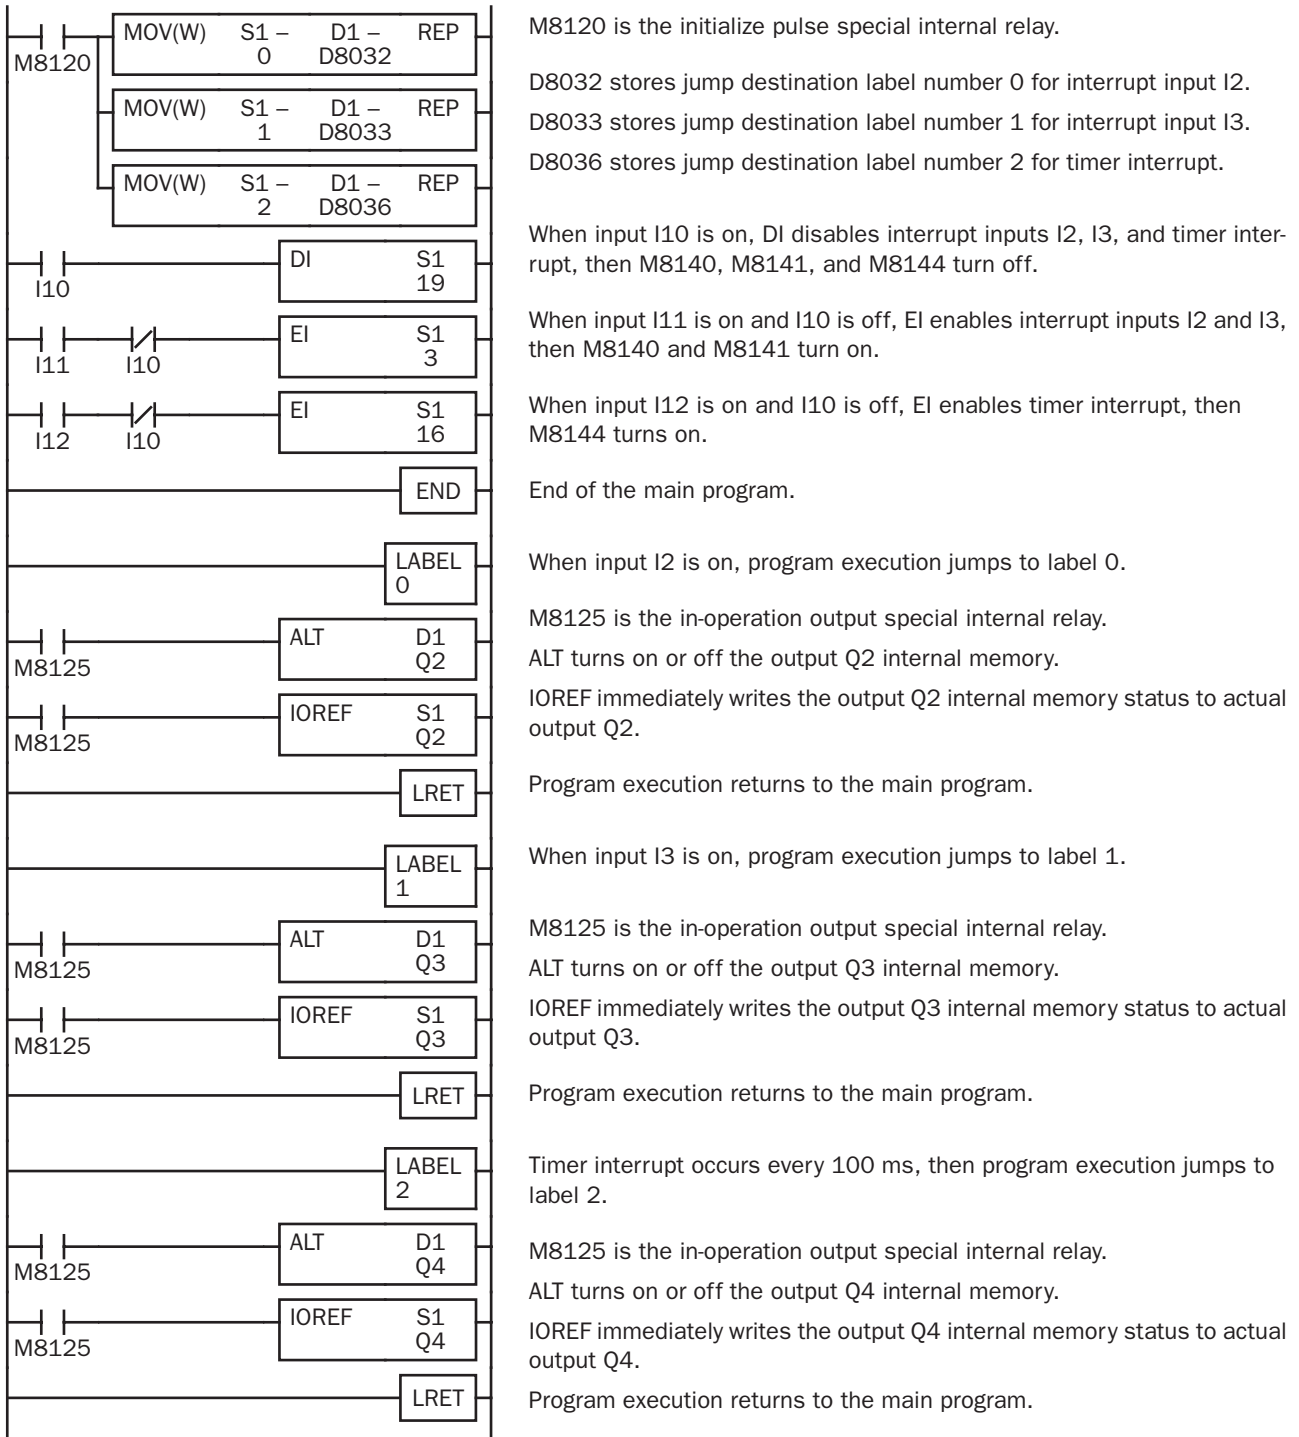 MOV(W) S1 – D1 – REP
0 D8032
M8120
M8120 is the initialize pulse special internal relay.
D8032 stores jump destination label number 0 for interrupt input I2.
MOV(W) S1 – D1 – REP
1 D8033
D8033 stores jump destination label number 1 for interrupt input I3.
MOV(W) S1 – D1 – REP
2 D8036
D8036 stores jump destination label number 2 for timer interrupt.
DI S1
19
I10
When input I10 is on, DI disables interrupt inputs I2, I3, and timer inter-
rupt, then M8140, M8141, and M8144 turn off.
EI S1
3
I11 I10
When input I11 is on and I10 is off, EI enables interrupt inputs I2 and I3,
then M8140 and M8141 turn on.
EI S1
16
I12 I10
When input I12 is on and I10 is off, EI enables timer interrupt, then
M8144 turns on.
END
End of the main program.
LABEL
0
When input I2 is on, program execution jumps to label 0.
M8125 is the in-operation output special internal relay.
ALT D1
Q2
M8125
ALT turns on or off the output Q2 internal memory.
IOREF S1
Q2
M8125
IOREF immediately writes the output Q2 internal memory status to actual
output Q2.
LRET
Program execution returns to the main program.
LABEL
1
When input I3 is on, program execution jumps to label 1.
M8125 is the in-operation output special internal relay.
ALT D1
Q3
M8125
ALT turns on or off the output Q3 internal memory.
IOREF S1
Q3
M8125
IOREF immediately writes the output Q3 internal memory status to actual
output Q3.
LRET
Program execution returns to the main program.
LABEL
2
Timer interrupt occurs every 100 ms, then program execution jumps to
label 2.
ALT D1
Q4
M8125
M8125 is the in-operation output special internal relay.
ALT turns on or off the output Q4 internal memory.
IOREF S1
Q4
M8125
IOREF immediately writes the output Q4 internal memory status to actual
output Q4.
LRET
Program execution returns to the main program.